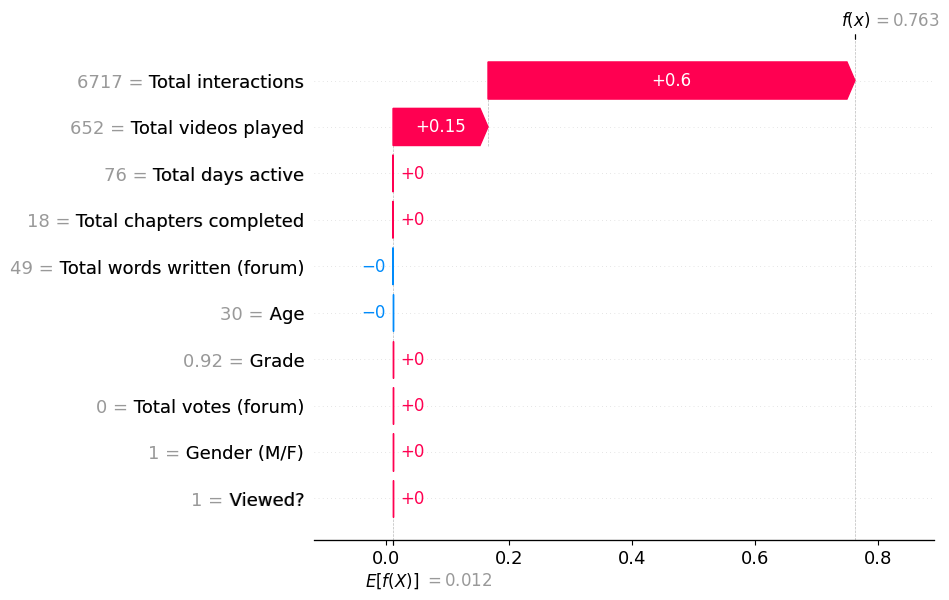 f(x) = 0.763
6717 = Total interactions
+0.6
652 = Total videos played
+0.15
76 = Total days active
+0
18 = Total chapters completed
+0
49 = Total words written (forum)
−0
30 = Age
−0
0.92 = Grade
+0
0 = Total votes (forum)
+0
1 = Gender (M/F)
+0
1 = Viewed?
+0
0.0 0.2 0.4 0.6 0.8
E[f(X)] = 0.012